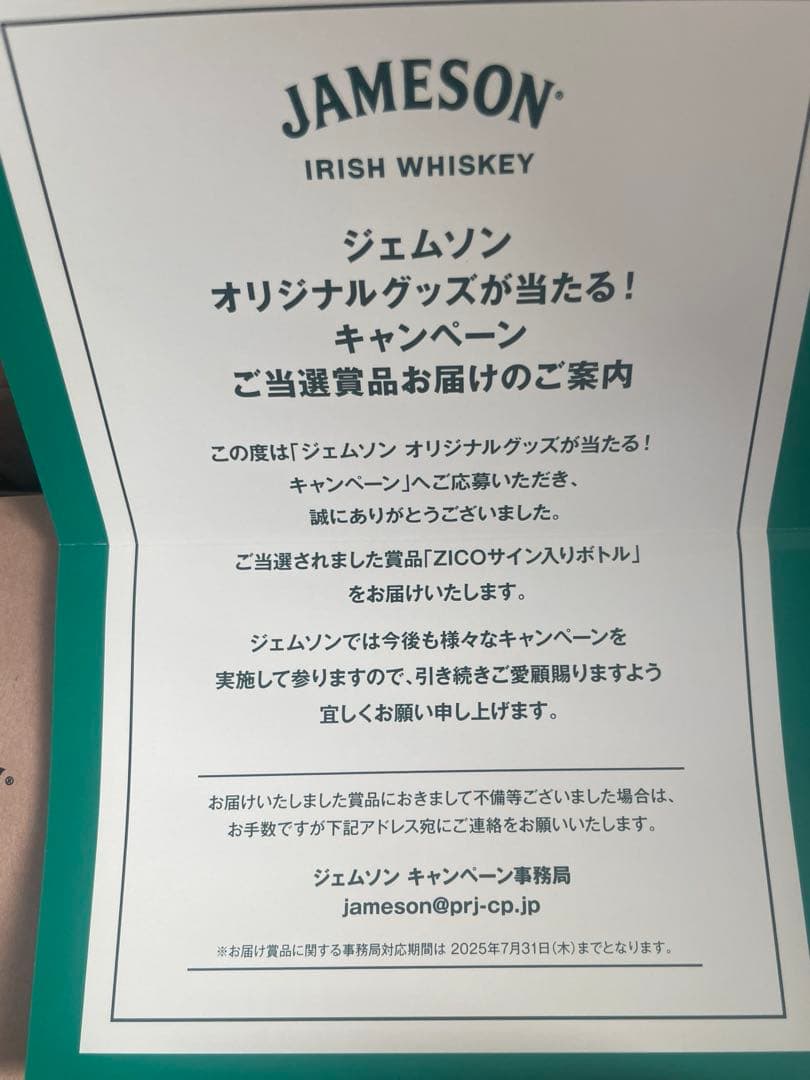 JAMESON®
IRISH WHISKEY
ジェムソン
オリジナルグッズが当たる!
キャンペーン
ご当選賞品お届けのご案内
この度は「ジェムソン オリジナルグッズが当たる!
キャンペーン」へご応募いただき、
誠にありがとうございました。
ご当選されました賞品「ZICOサイン入りボトル」
をお届けいたします。
ジェムソンでは今後も様々なキャンペーンを
実施して参りますので、引き続きご愛顧賜りますよう
宜しくお願い申し上げます。
お届けいたしました賞品におきまして不備等ございました場合は、
お手数ですが下記アドレス宛にご連絡をお願いいたします。
ジェムソン キャンペーン事務局
jameson@prj-cp.jp
※お届け賞品に関する事務局対応期間は 2025年7月31日(木)までとなります。